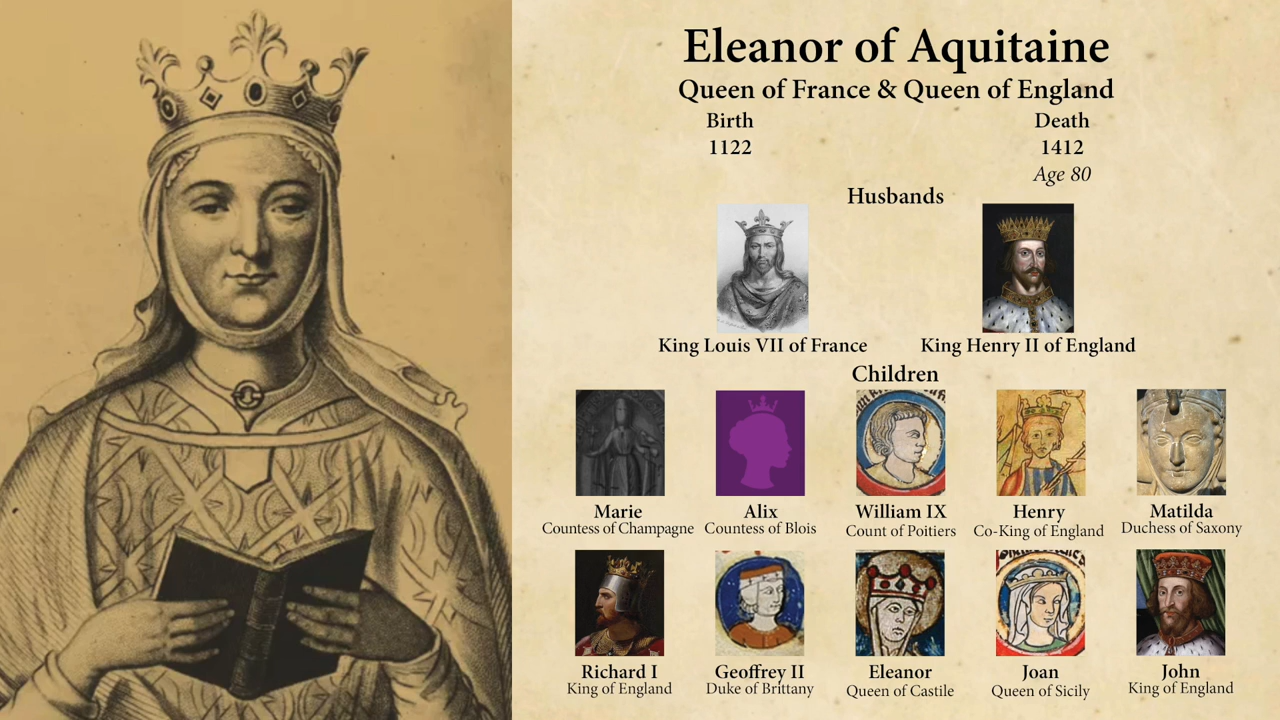 Eleanor of Aquitaine
Queen of France & Queen of England
Birth
Death
1122
1412
Age 80
Husbands
King Louis VII of France
King Henry II of England
Children
Marie
Alix
William IX
Henry
Matilda
Countess of Champagne
Countess of Blois
Count of Poitiers
Co-King of England
Duchess of Saxony
Richard I
Geoffrey II
Eleanor
Joan
John
King of England
Duke of Brittany
Queen of Castile
Queen of Sicily
King of England